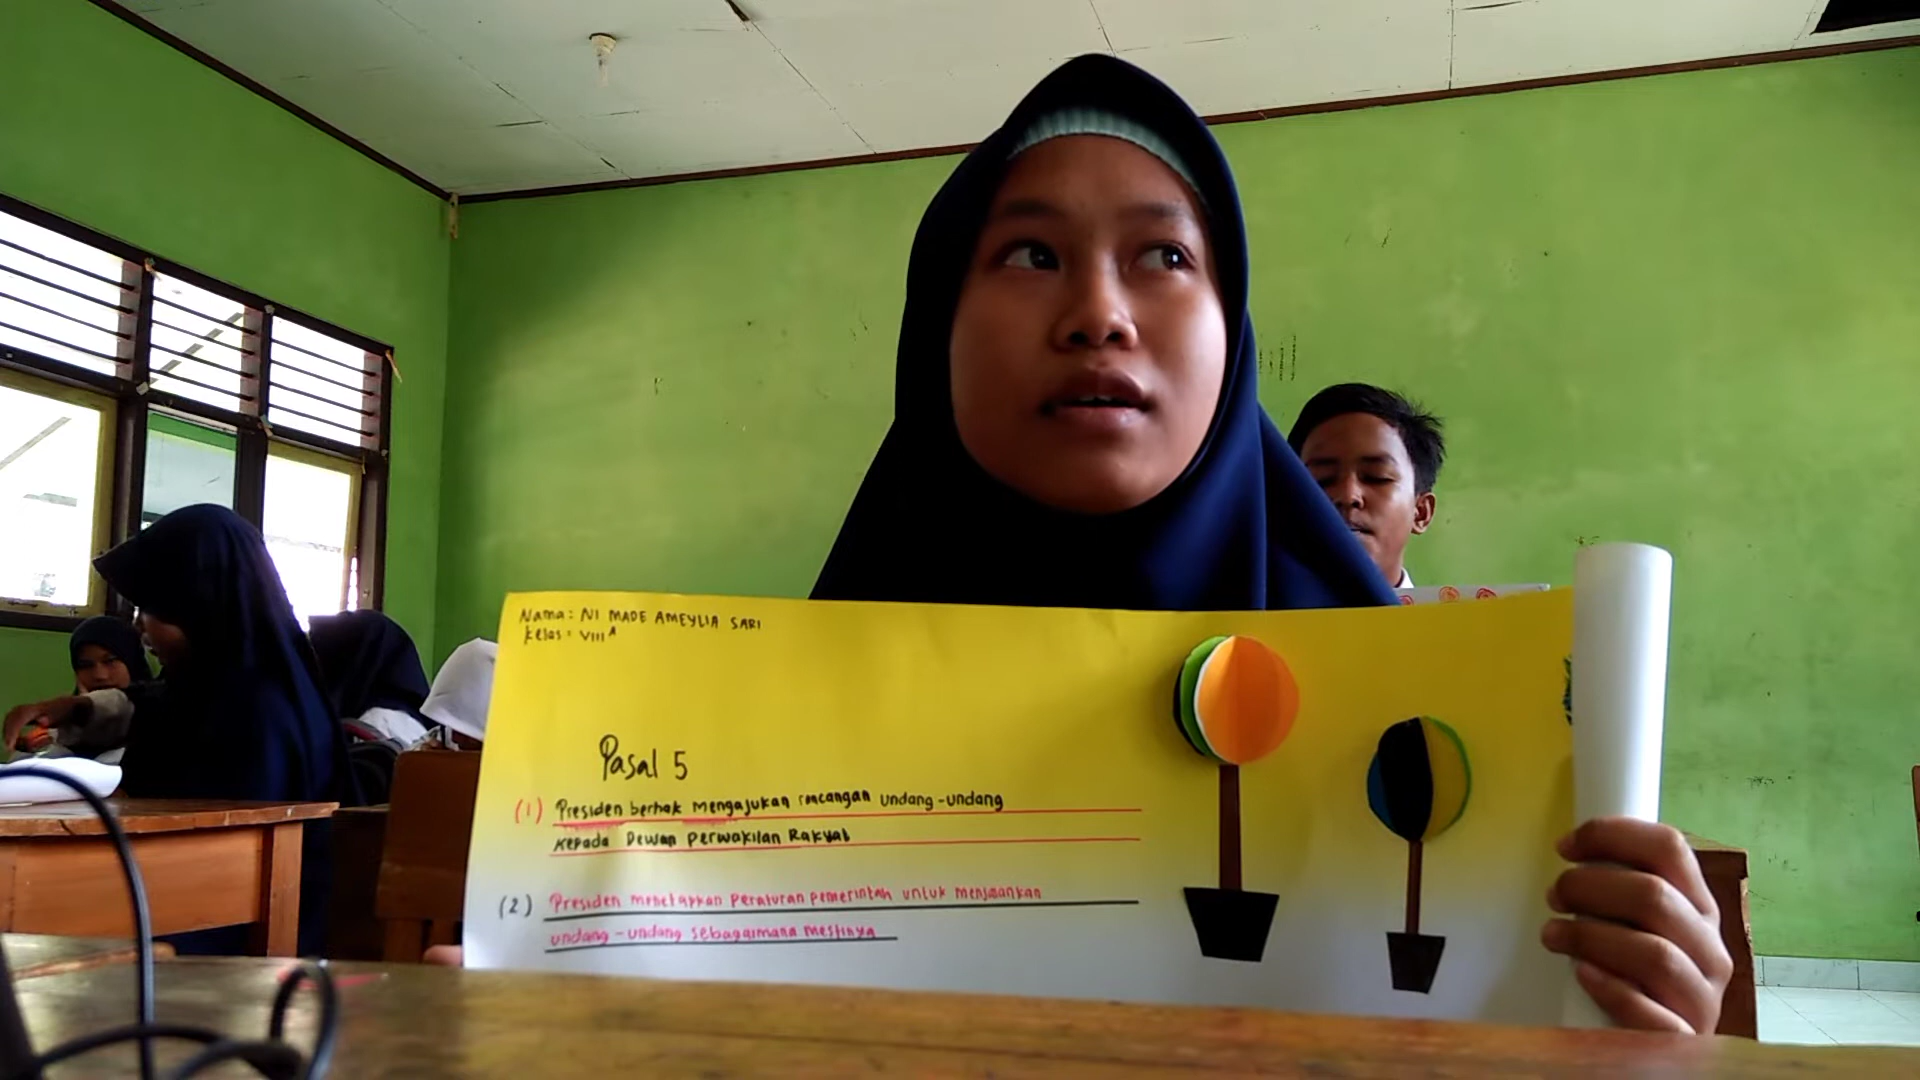 Nama: NI MADE AMEYLIA SARI
Kelas: VIII A
Pasal 5
(1) Presiden berhak mengajukan rancangan undang-undang
kepada Dewan Perwakilan Rakyat
(2) Presiden menetapkan peraturan pemerintah untuk menjalankan
undang-undang sebagaimana mestinya